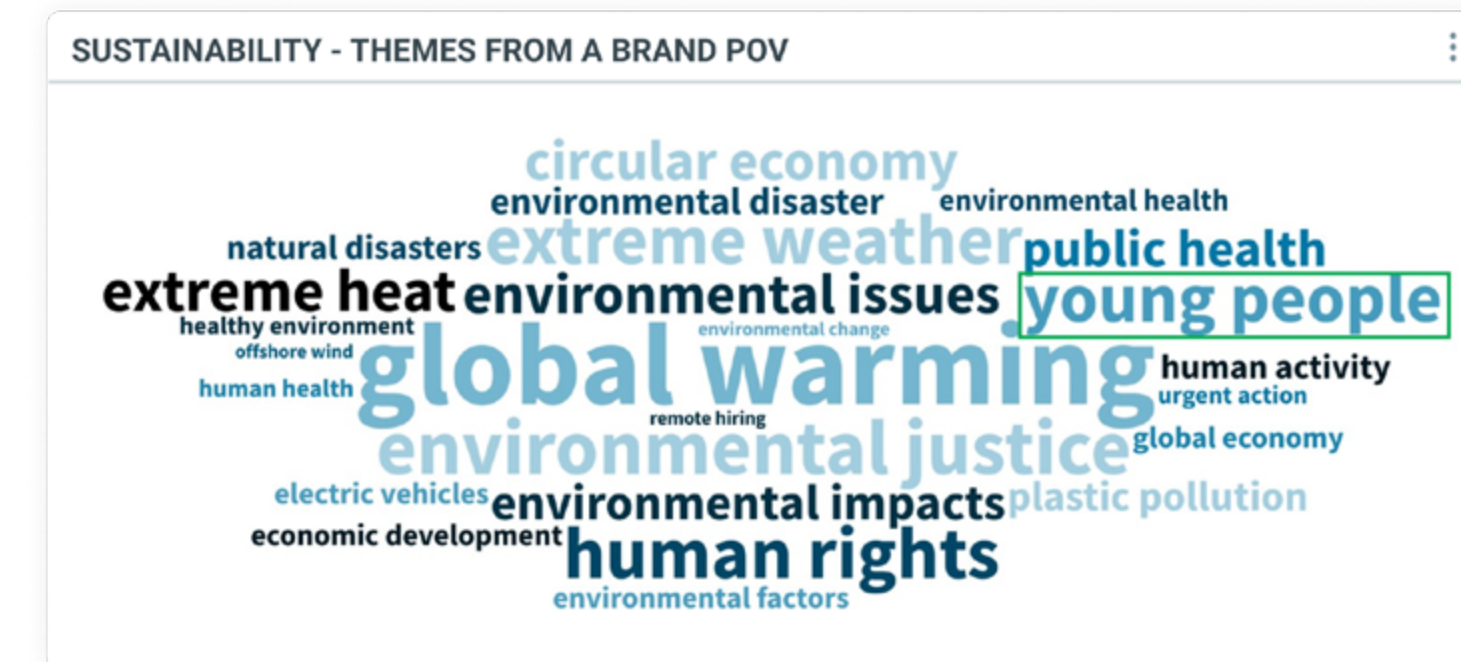 SUSTAINABILITY - THEMES FROM A BRAND POV
circular economy
environmental disaster environmental health
natural disasters extreme weather public health
extreme heat environmental issues young people
healthy environment environmental change
offshore wind global warming human activity
human health urgent action
remote hiring
environmental justice global economy
electric vehicles environmental impacts plastic pollution
economic development human rights
environmental factors